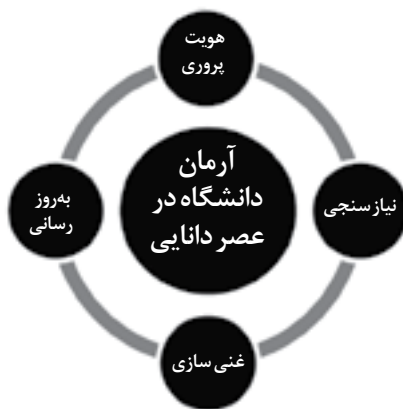 هویت
پروری
آرمان
دانشگاه در
عصر دانایی
نیازسنجی
به‌روز
رسانی
غنی سازی